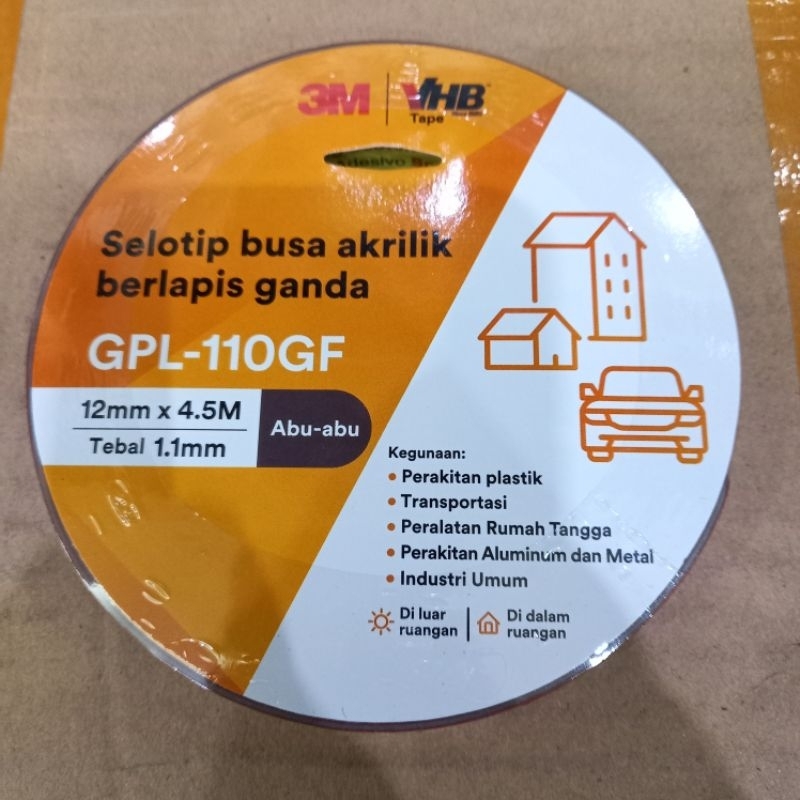 3M | VHB
Tape
Adesivo
Selotip busa akrilik
berlapis ganda
GPL-110GF
12mm x 4.5M
Tebal 1.1mm
Abu-abu
Kegunaan:
• Perakitan plastik
• Transportasi
• Peralatan Rumah Tangga
• Perakitan Aluminum dan Metal
• Industri Umum
Di luar
ruangan
Di dalam
ruangan